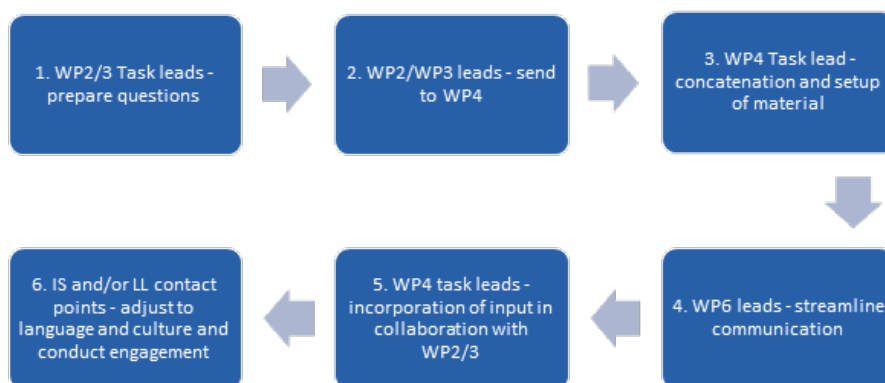 1. WP2/3 Task leads -
prepare questions
2. WP2/WP3 leads - send
to WP4
3. WP4 Task lead -
concatenation and setup
of material
4. WP6 leads - streamline
communication
5. WP4 task leads -
incorporation of input in
collaboration with
WP2/3
6. IS and/or LL contact
points - adjust to
language and culture and
conduct engagement